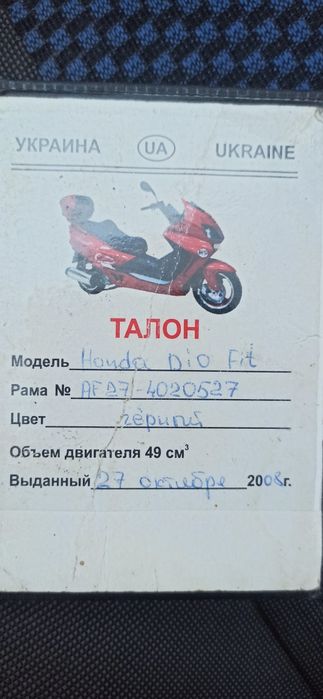 УКРАИНА UA UKRAINE
ТАЛОН
Модель Honda Dio Fit
Рама № AF27-4020527
Цвет чёрный
Объем двигателя 49 см³
Выданный 27 октября 2008г.